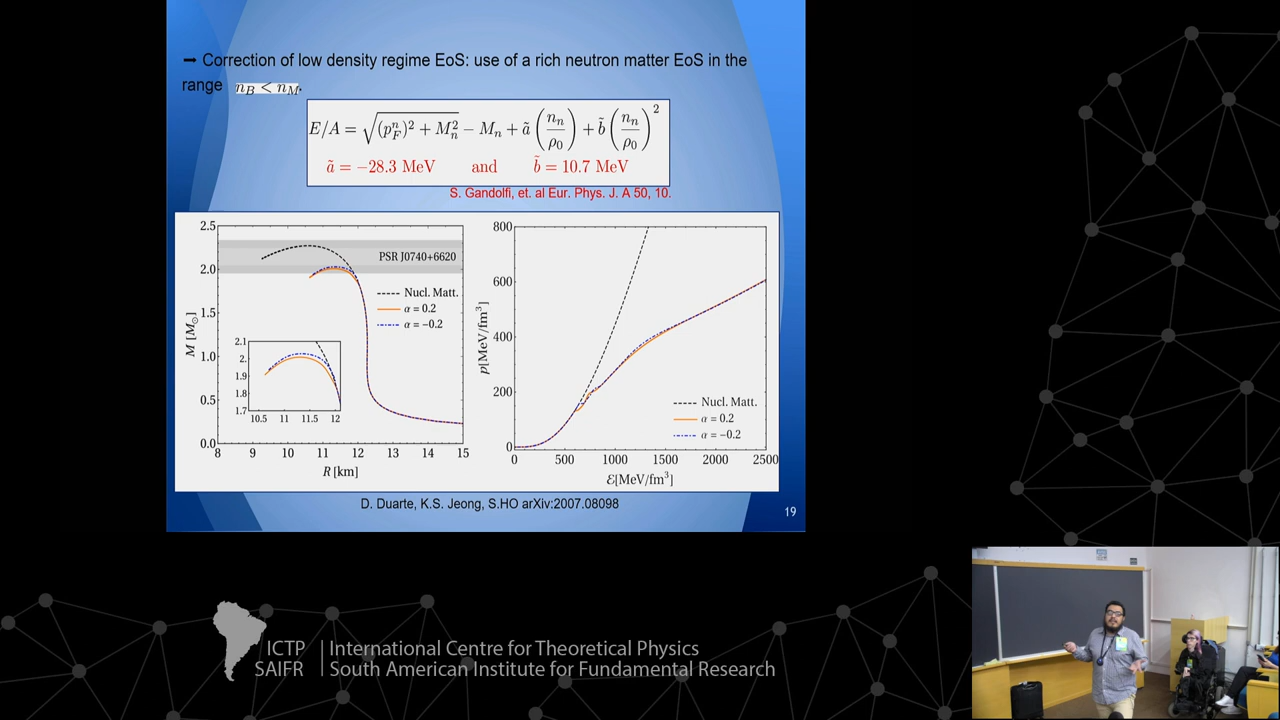 ➞ Correction of low density regime EoS: use of a rich neutron matter EoS in the
range n_B < n_M.
E/A = √((p_F^n)² + M_n²) − M_n + ã (n_n/ρ₀) + b̃ (n_n/ρ₀)²
ã = −28.3 MeV and b̃ = 10.7 MeV
S. Gandolfi, et. al Eur. Phys. J. A 50, 10.
2.5
2.0
1.5
1.0
0.5
0.0
M [M⊙]
PSR J0740+6620
Nucl. Matt.
α = 0.2
α = −0.2
2.1
2.
1.9
1.8
1.7
10.5 11 11.5 12
8 9 10 11 12 13 14 15
R [km]
800
600
400
200
0
p[MeV/fm³]
Nucl. Matt.
α = 0.2
α = −0.2
0 500 1000 1500 2000 2500
ℰ[MeV/fm³]
D. Duarte, K.S. Jeong, S.HO arXiv:2007.08098
19
ICTP
SAIFR
International Centre for Theoretical Physics
South American Institute for Fundamental Research